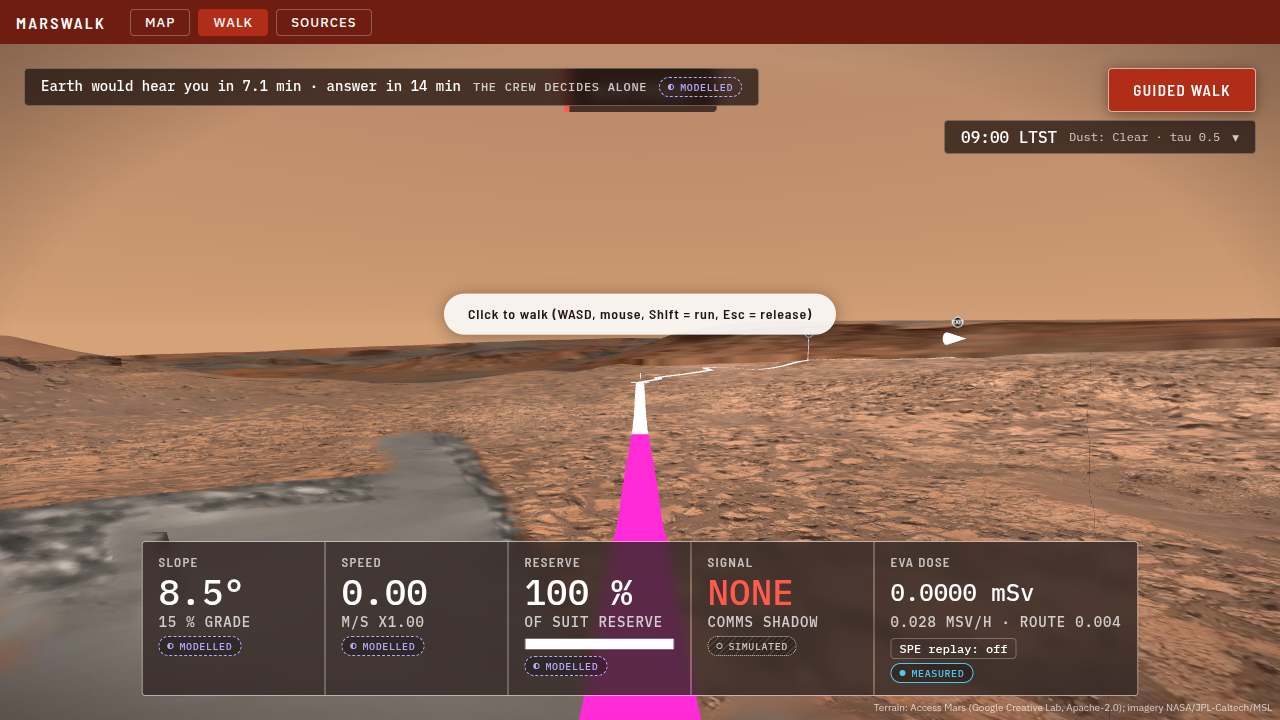 MARSWALK
MAP
WALK
SOURCES
Earth would hear you in 7.1 min · answer in 14 min THE CREW DECIDES ALONE ◐ MODELLED
GUIDED WALK
09:00 LTST Dust: Clear · tau 0.5 ▼
Click to walk (WASD, mouse, Shift = run, Esc = release)
EXIT
SLOPE
8.5°
15 % GRADE
◐ MODELLED
SPEED
0.00
M/S X1.00
◐ MODELLED
RESERVE
100 %
OF SUIT RESERVE
◐ MODELLED
SIGNAL
NONE
COMMS SHADOW
○ SIMULATED
EVA DOSE
0.0000 mSv
0.028 MSV/H · ROUTE 0.004
SPE replay: off
● MEASURED
Terrain: Access Mars (Google Creative Lab, Apache-2.0); imagery NASA/JPL-Caltech/MSL